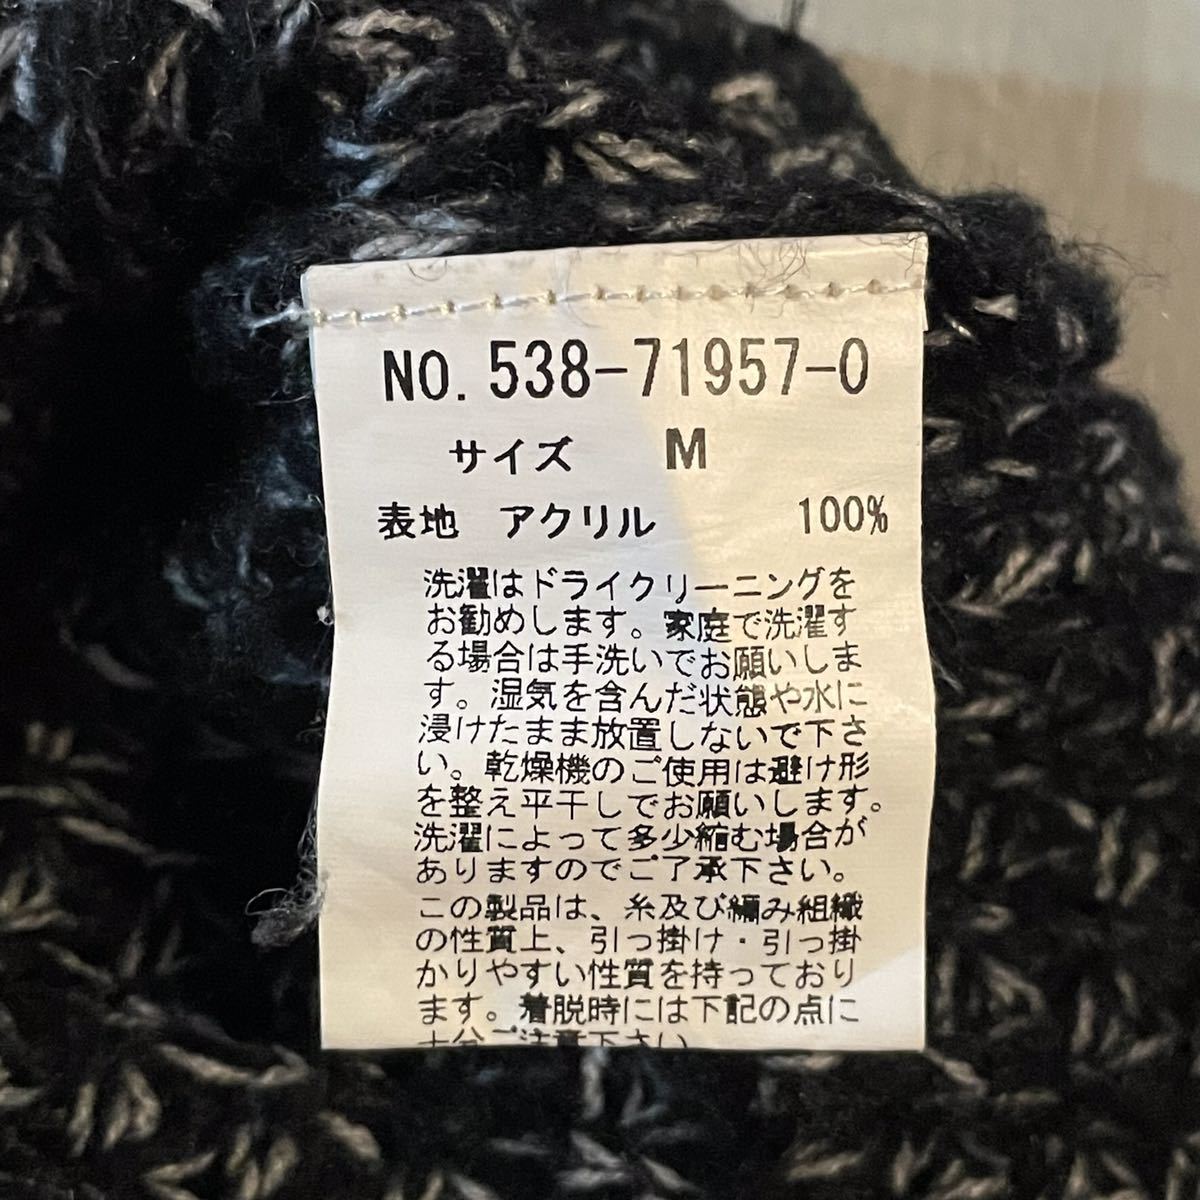 NO. 538-71957-0
サイズ M
表地 アクリル 100%
洗濯はドライクリーニングを
お勧めします。家庭で洗濯す
る場合は手洗いでお願いしま
す。湿気を含んだ状態や水に
浸けたまま放置しないで下さ
い。乾燥機のご使用は避け形
を整え平干しでお願いします。
洗濯によって多少縮む場合が
ありますのでご了承下さい。
この製品は、糸及び編み組織
の性質上、引っ掛け・引っ掛
かりやすい性質を持っており
ます。着脱時には下記の点に
十分ご注意下さい。